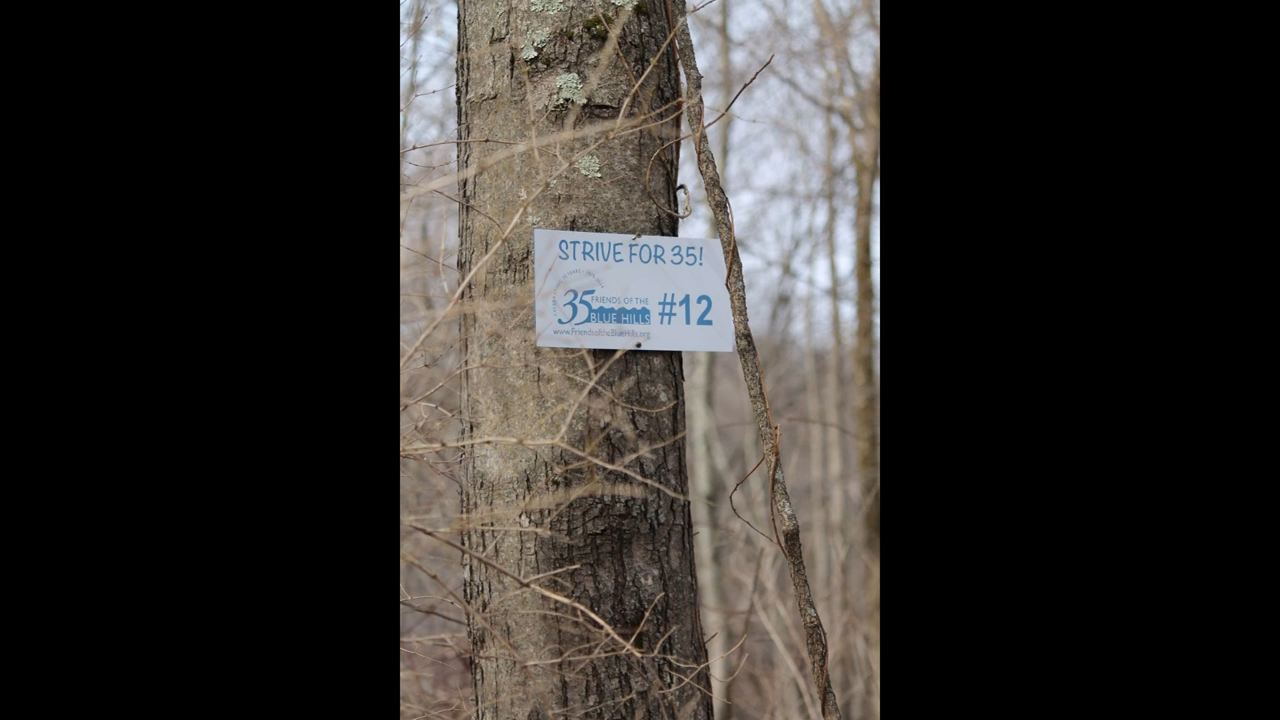 STRIVE FOR 35!
35 FRIENDS OF THE
BLUE HILLS
#12
www.FriendsoftheBlueHills.org